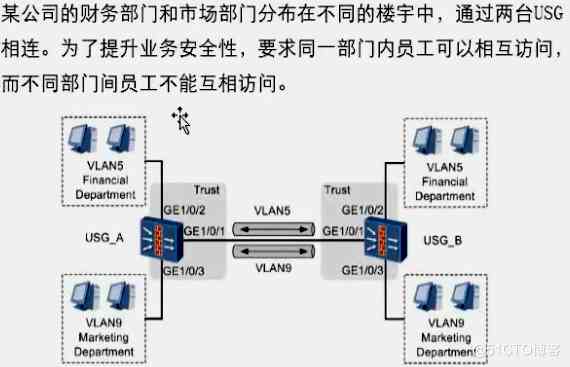 某公司的财务部门和市场部门分布在不同的楼宇中，通过两台USG
相连。为了提升业务安全性，要求同一部门内员工可以相互访问，
而不同部门间员工不能互相访问。
VLAN5
Financial
Department
VLAN5
Financial
Department
Trust
Trust
GE1/0/2
VLAN5
GE1/0/2
USG_A
GE1/0/1
GE1/0/1
USG_B
GE1/0/3
VLAN9
GE1/0/3
VLAN9
Marketing
Department
VLAN9
Marketing
Department
@51CTO博客